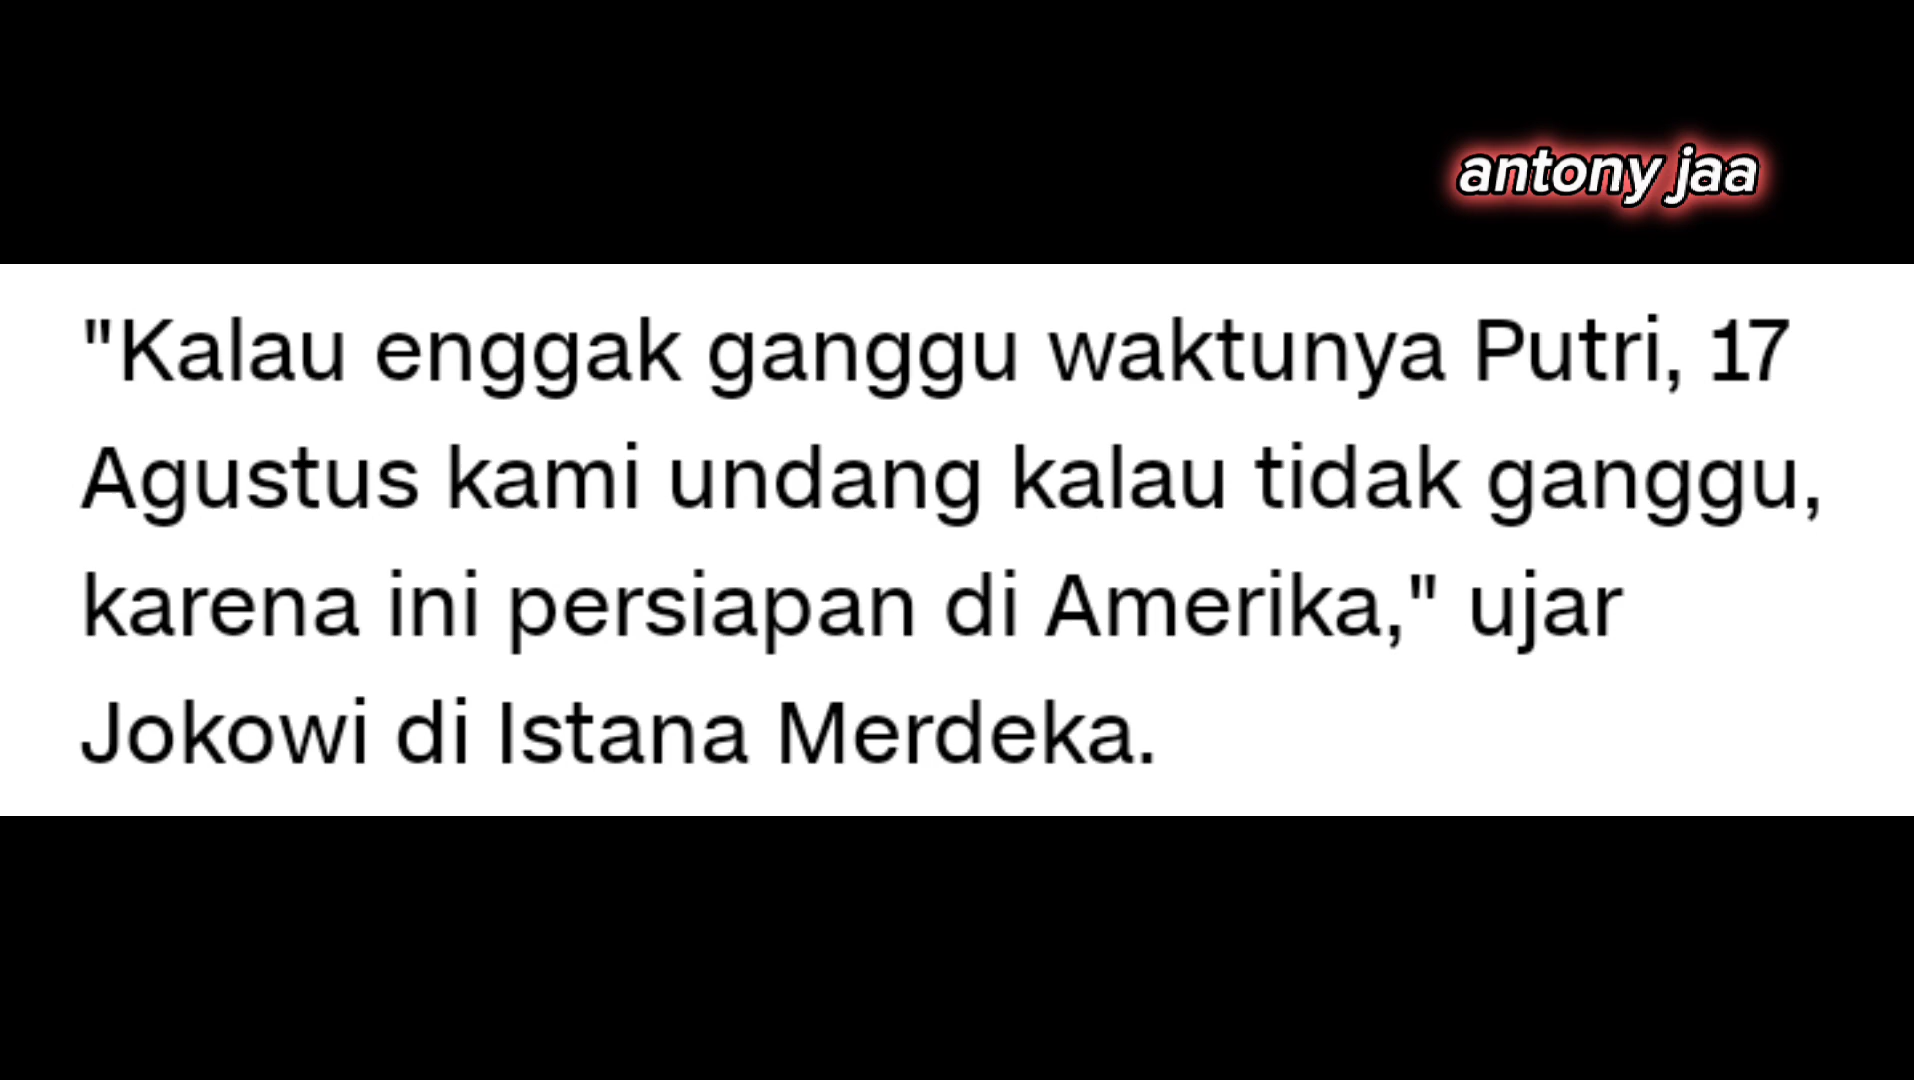 antony jaa
"Kalau enggak ganggu waktunya Putri, 17
Agustus kami undang kalau tidak ganggu,
karena ini persiapan di Amerika," ujar
Jokowi di Istana Merdeka.